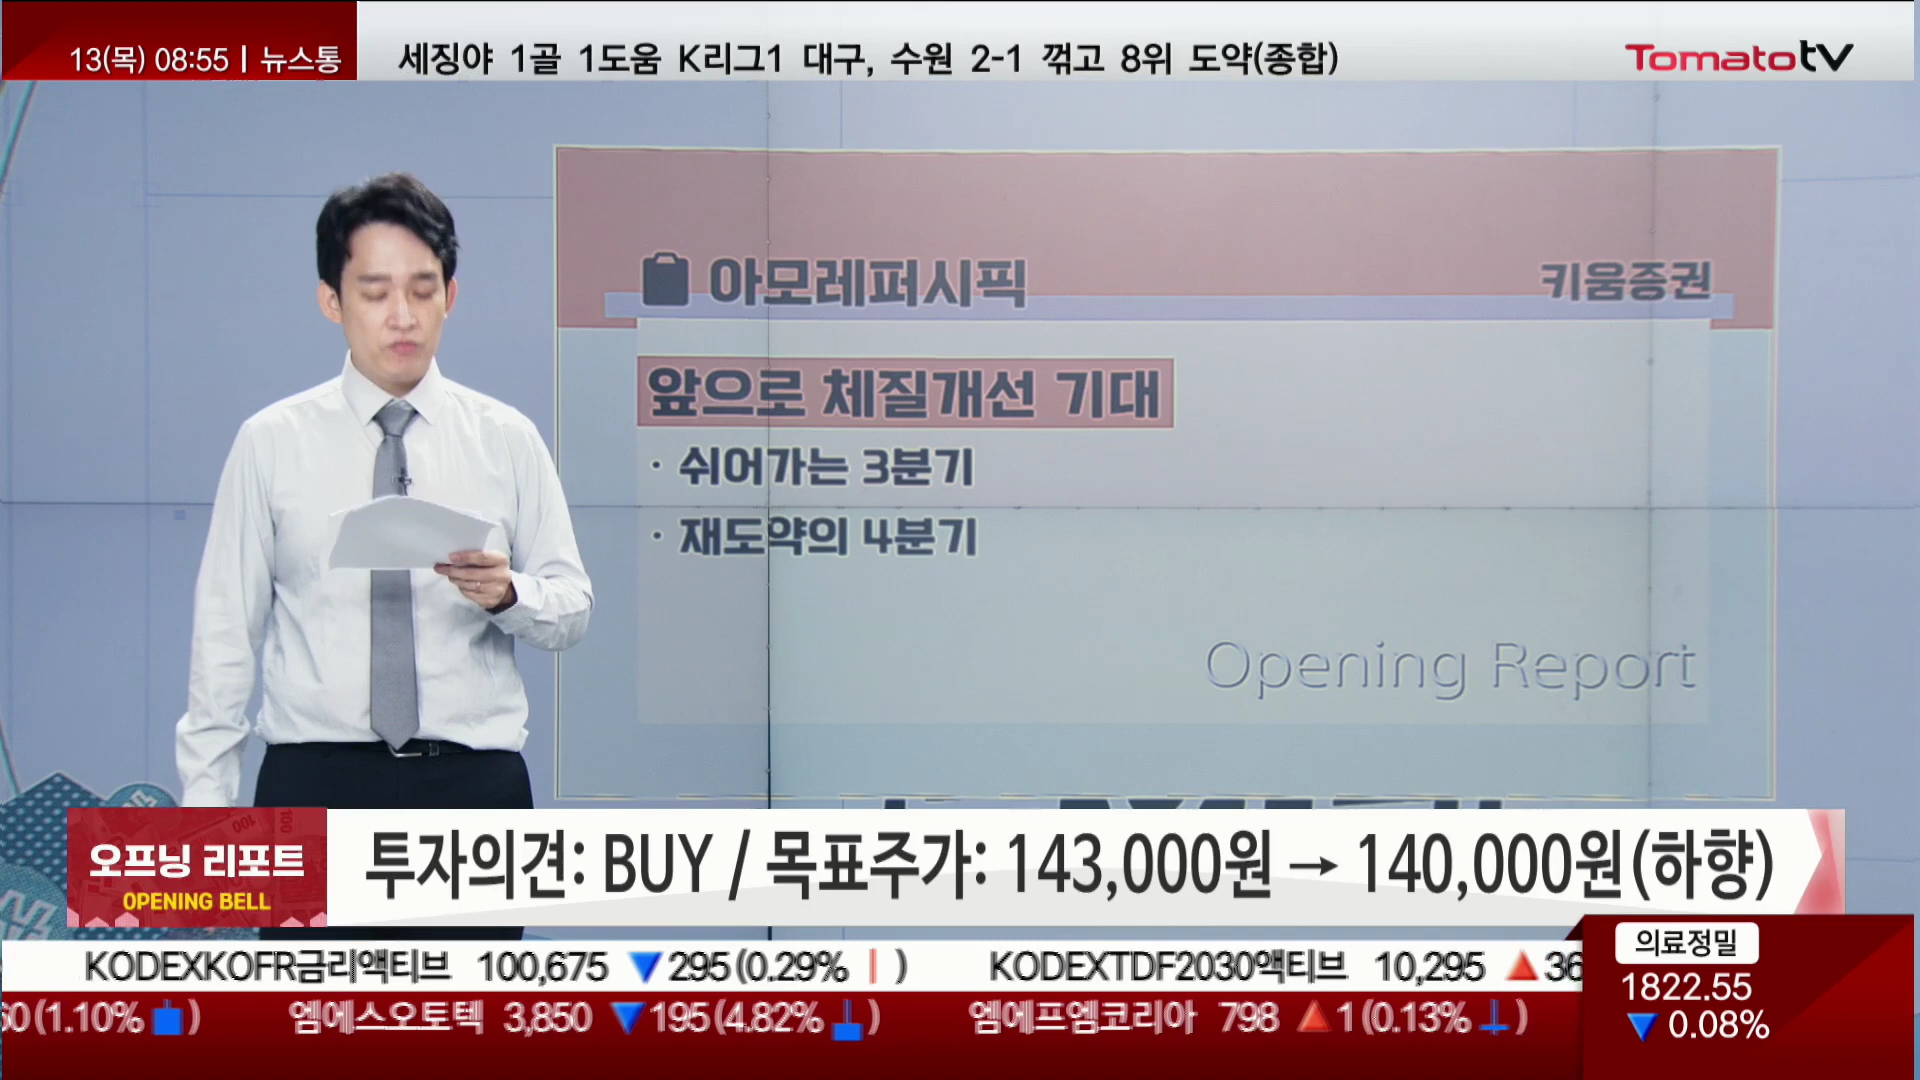 13(목) 08:55 | 뉴스통
세징야 1골 1도움 K리그1 대구, 수원 2-1 꺾고 8위 도약(종합)
Tomatotv
아모레퍼시픽
키움증권
앞으로 체질개선 기대
· 쉬어가는 3분기
· 재도약의 4분기
Opening Report
오프닝 리포트
OPENING BELL
투자의견: BUY / 목표주가: 143,000원 → 140,000원(하향)
KODEXKOFR금리액티브 100,675 ▼295(0.29% | ) KODEXTDF2030액티브 10,295 ▲36
(1.10% ) 엠에스오토텍 3,850 ▼195(4.82% ) 엠에프엠코리아 798 ▲1(0.13% )
의료정밀
1822.55
▼ 0.08%